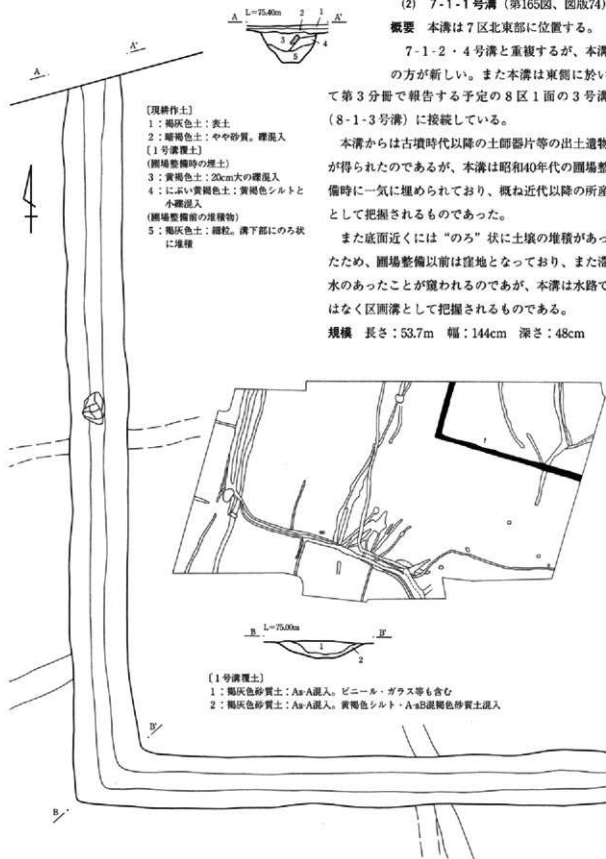 (2) 7-1-1号溝（第165図、図版74）
概要 本溝は7区北東部に位置する。
7-1-2・4号溝と重複するが、本溝
の方が新しい。また本溝は東側に於い
て第3分冊で報告する予定の8区1面の3号溝
（8-1-3号溝）に接続している。
本溝からは古墳時代以降の土師器片等の出土遺物
が得られたのであるが、本溝は昭和40年代の圃場整
備時に一気に埋められており、概ね近代以降の所産
として把握されるものであった。
また底面近くには“のろ”状に土壌の堆積があっ
たため、圃場整備以前は窪地となっており、また滞
水のあったことが窺われるのであが、本溝は水路で
はなく区画溝として把握されるものである。
規模 長さ：53.7m 幅：144cm 深さ：48cm
A L=75.40m A'
1
2
3
4
5
A A'
［現耕作土］
1：褐灰色土：表土
2：暗褐色土：やや砂質。礫混入
［1号溝覆土］
(圃場整備時の埋土)
3：黄褐色土：20cm大の礫混入
4：にぶい黄褐色土：黄褐色シルトと
小礫混入
(圃場整備前の堆積物)
5：褐灰色土：細粒。溝下部にのろ状
に堆積
1
B L=75.00m B'
1
2
［1号溝覆土］
1：褐灰色砂質土：As-A混入。ビニール・ガラス等も含む
2：褐灰色砂質土：As-A混入。黄褐色シルト・A-sB混褐色砂質土混入
B'
B